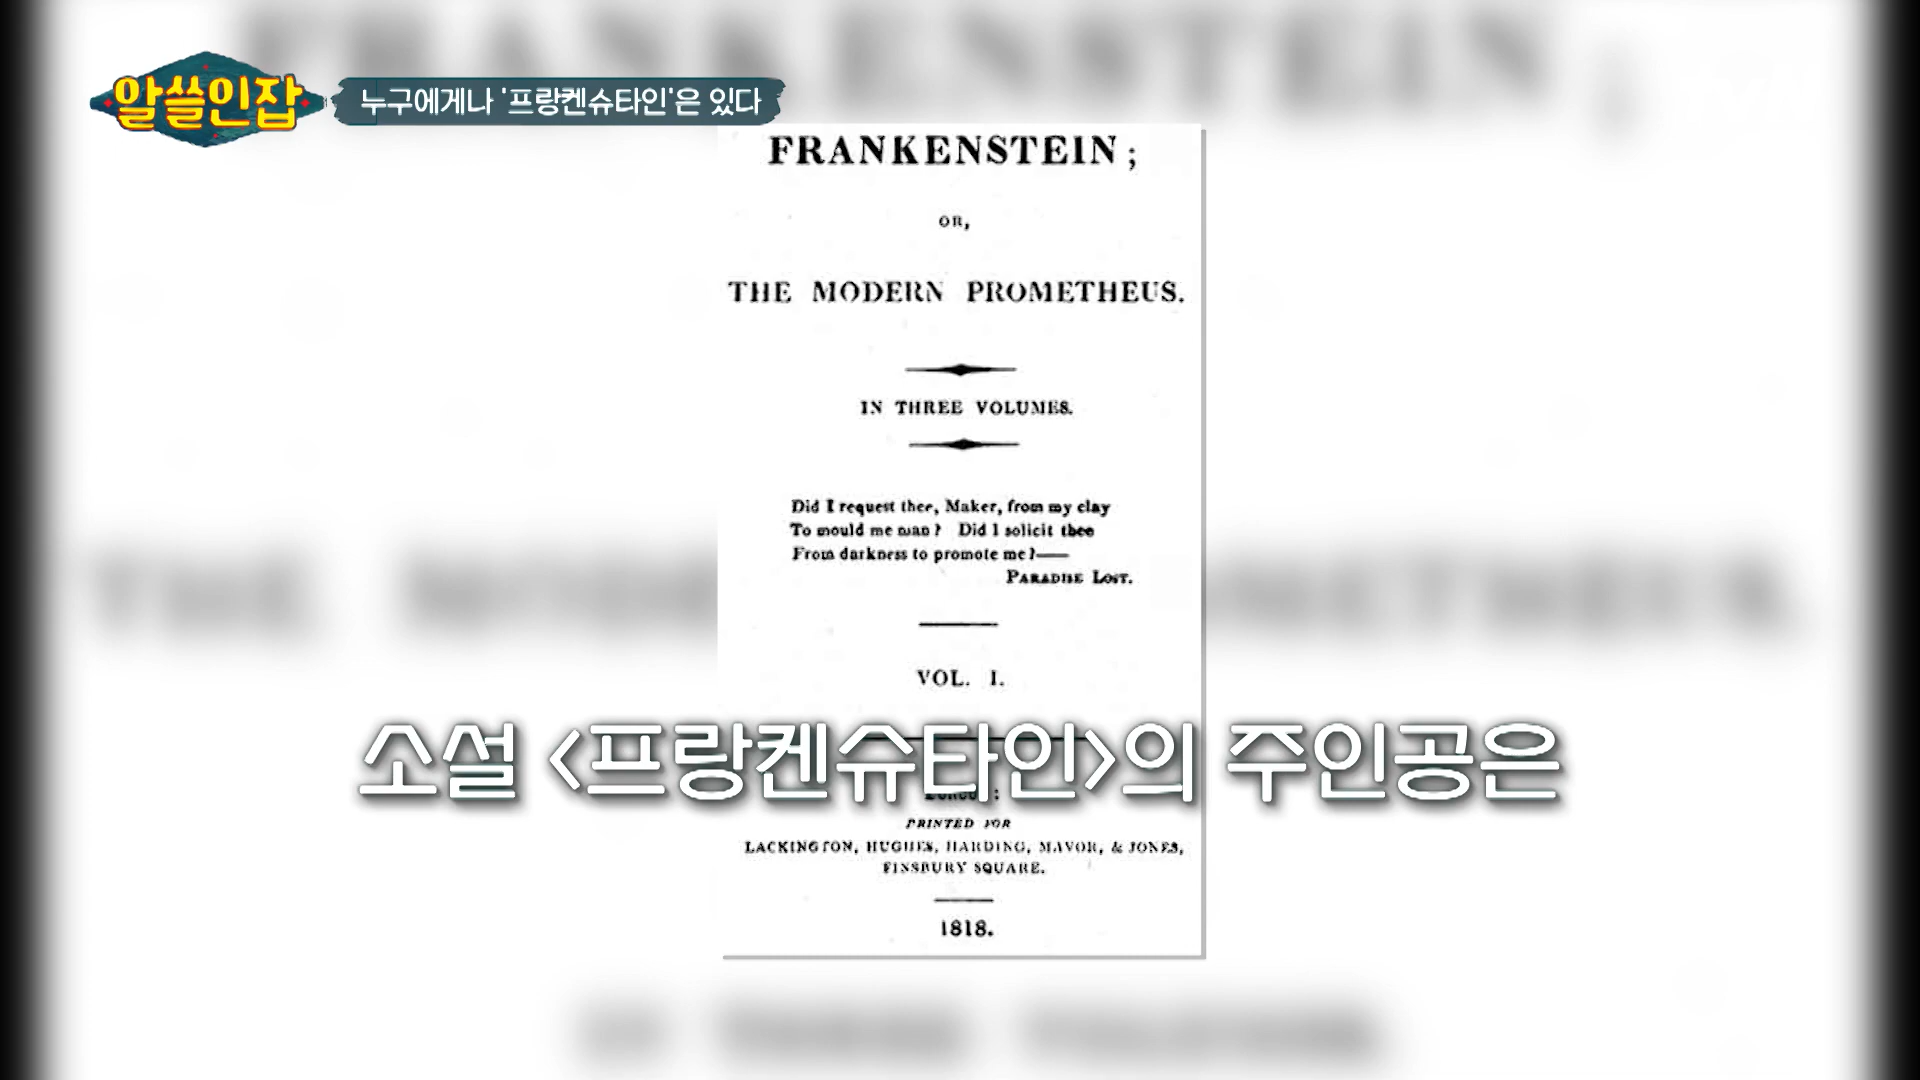 알쓸인잡
누구에게나 '프랑켄슈타인'은 있다
FRANKENSTEIN;
OR,
THE MODERN PROMETHEUS.
IN THREE VOLUMES.
Did I request thee, Maker, from my clay
To mould me man? Did I solicit thee
From darkness to promote me?—
PARADISE LOST.
VOL. I.
소설 <프랑켄슈타인>의 주인공은
PRINTED FOR
LACKINGTON, HUGHES, HARDING, MAVOR, & JONES,
FINSBURY SQUARE.
1818.